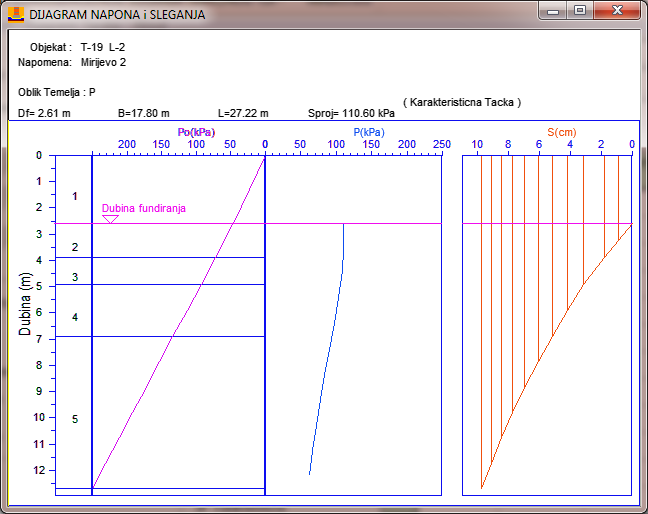 DIJAGRAM NAPONA i SLEGANJA
Objekat : T-19 L-2
Napomena: Mirijevo 2
Oblik Temelja : P
( Karakteristicna Tacka )
Df= 2.61 m B=17.80 m L=27.22 m Sproj= 110.60 kPa
Po(kPa) P(kPa) S(cm)
200 150 100 50 0 50 100 150 200 250 10 8 6 4 2 0
0
1
1
2
Dubina fundiranja
3
2
4
3
5
6
4
7
8
9
10
5
11
12
Dubina (m)